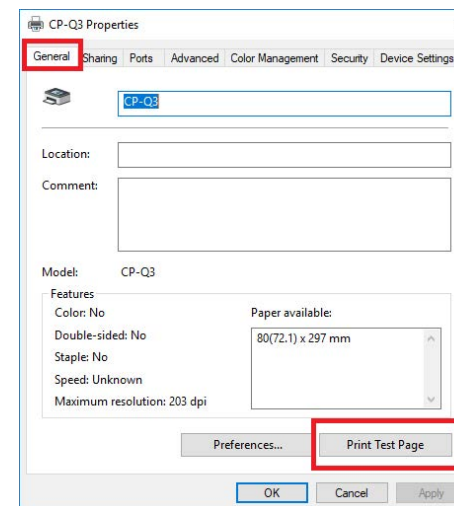 CP-Q3 Properties
General Sharing Ports Advanced Color Management Security Device Settings
CP-Q3
Location:
Comment:
Model: CP-Q3
Features
Color: No
Double-sided: No
Staple: No
Speed: Unknown
Maximum resolution: 203 dpi
Paper available:
80(72.1) x 297 mm
Preferences... Print Test Page
OK Cancel Apply